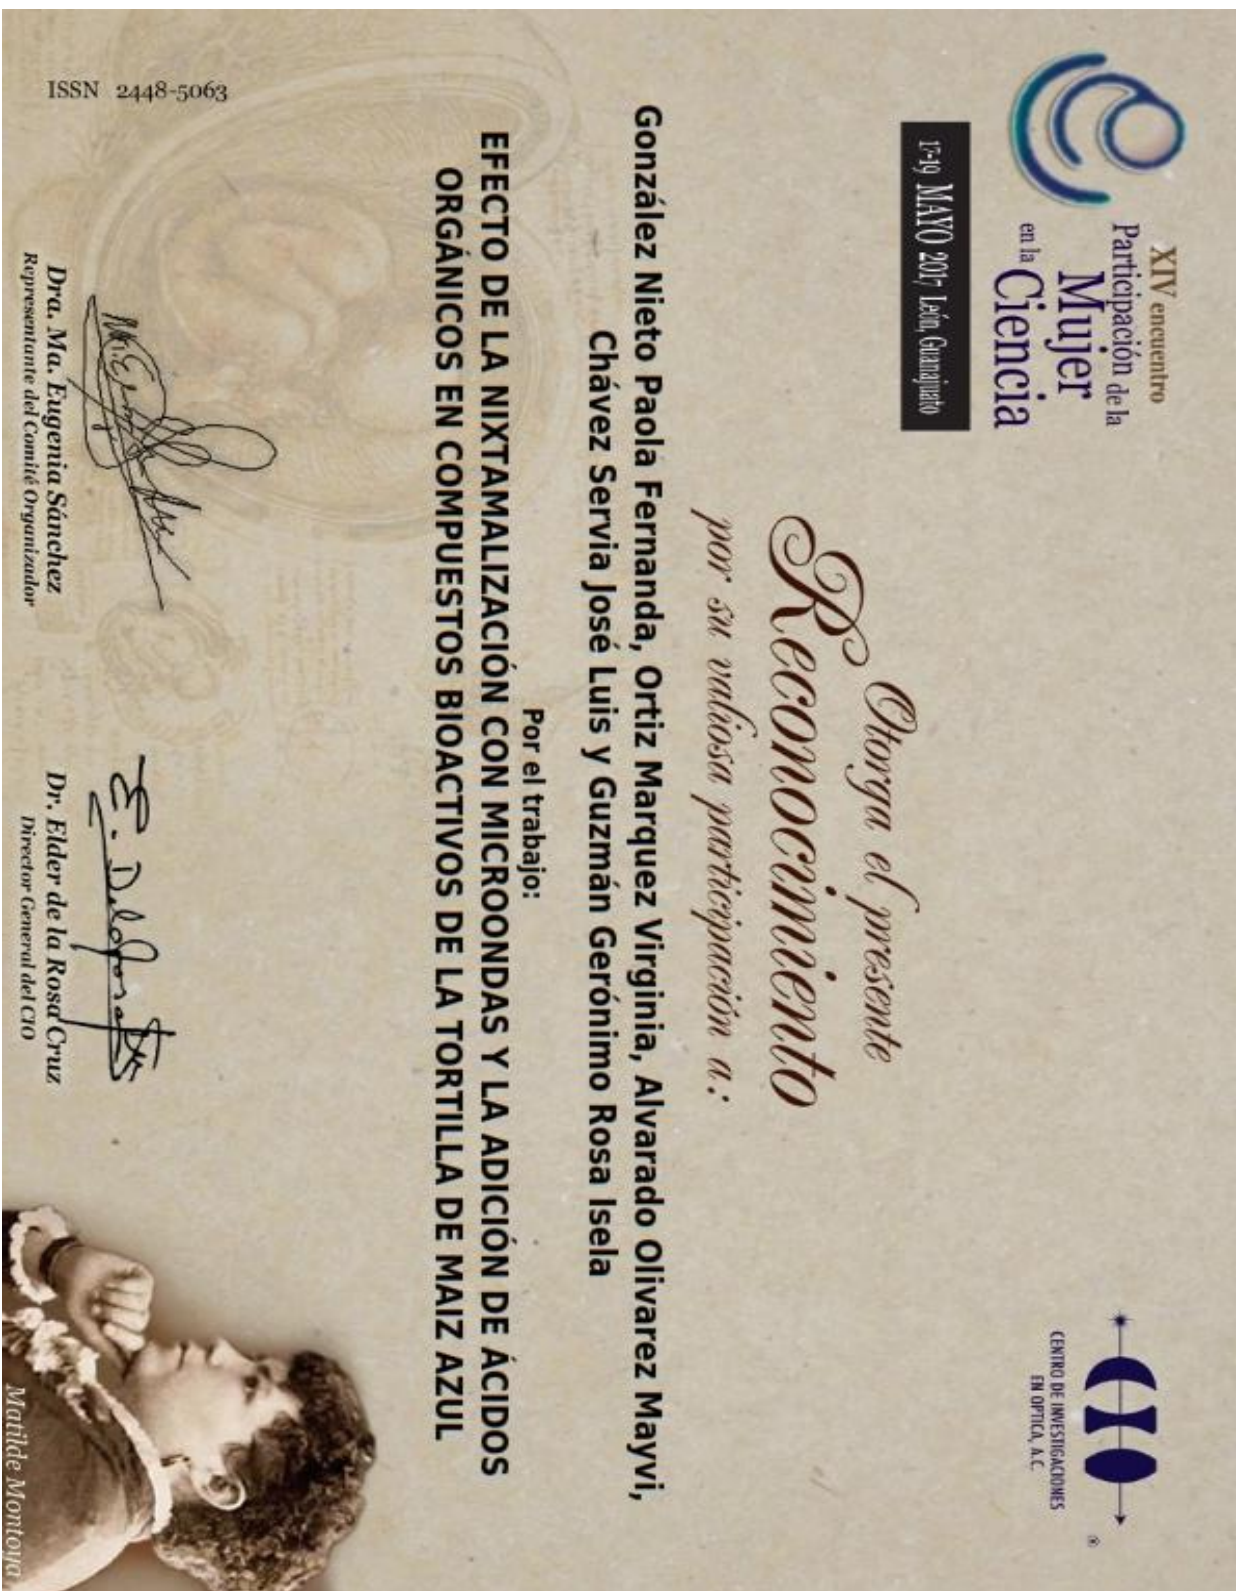 XIV encuentro
Participación de la
Mujer
en la Ciencia
17-19 MAYO 2017 León, Guanajuato
CIO
®
CENTRO DE INVESTIGACIONES
EN OPTICA, A.C.
Otorga el presente
Reconocimiento
por su valiosa participación a:
González Nieto Paola Fernanda, Ortiz Marquez Virginia, Alvarado Olivarez Mayvi,
Chávez Servia José Luis y Guzmán Gerónimo Rosa Isela
Por el trabajo:
EFECTO DE LA NIXTAMALIZACIÓN CON MICROONDAS Y LA ADICIÓN DE ÁCIDOS
ORGÁNICOS EN COMPUESTOS BIOACTIVOS DE LA TORTILLA DE MAIZ AZUL
E. Delarosa
Dra. Ma. Eugenia Sánchez
Representante del Comité Organizador
Dr. Elder de la Rosa Cruz
Director General del CIO
ISSN 2448-5063
Matilde Montoya